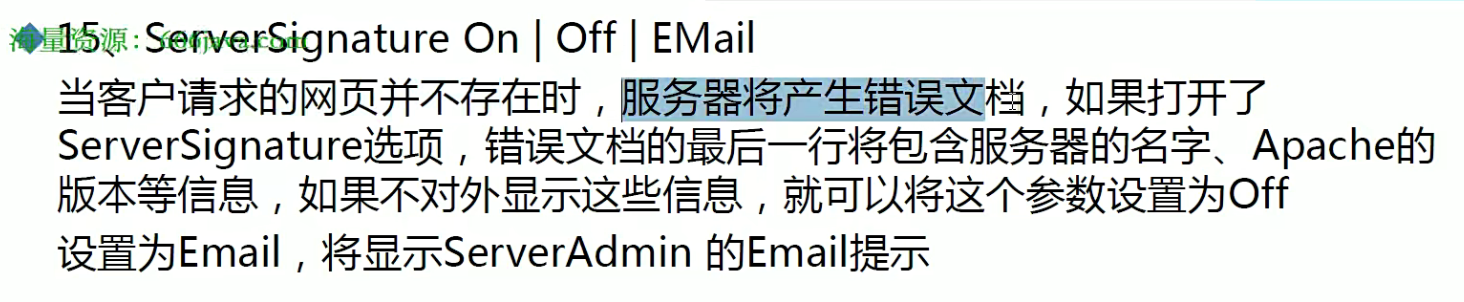 海量资源：666java.com
15、ServerSignature On | Off | EMail
当客户请求的网页并不存在时，服务器将产生错误文档，如果打开了
ServerSignature选项，错误文档的最后一行将包含服务器的名字、Apache的
版本等信息，如果不对外显示这些信息，就可以将这个参数设置为Off
设置为Email，将显示ServerAdmin 的Email提示